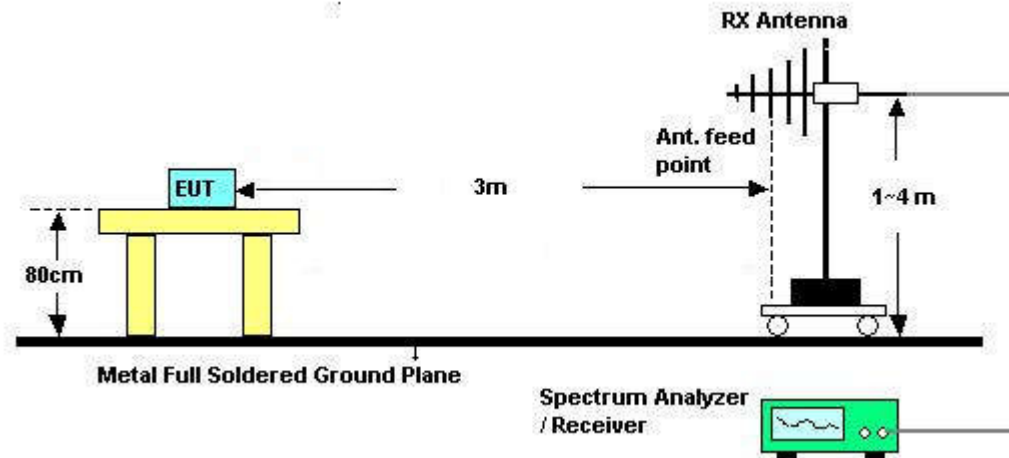 RX Antenna
Ant. feed
point
EUT
3m
1~4 m
80cm
Metal Full Soldered Ground Plane
Spectrum Analyzer
/ Receiver